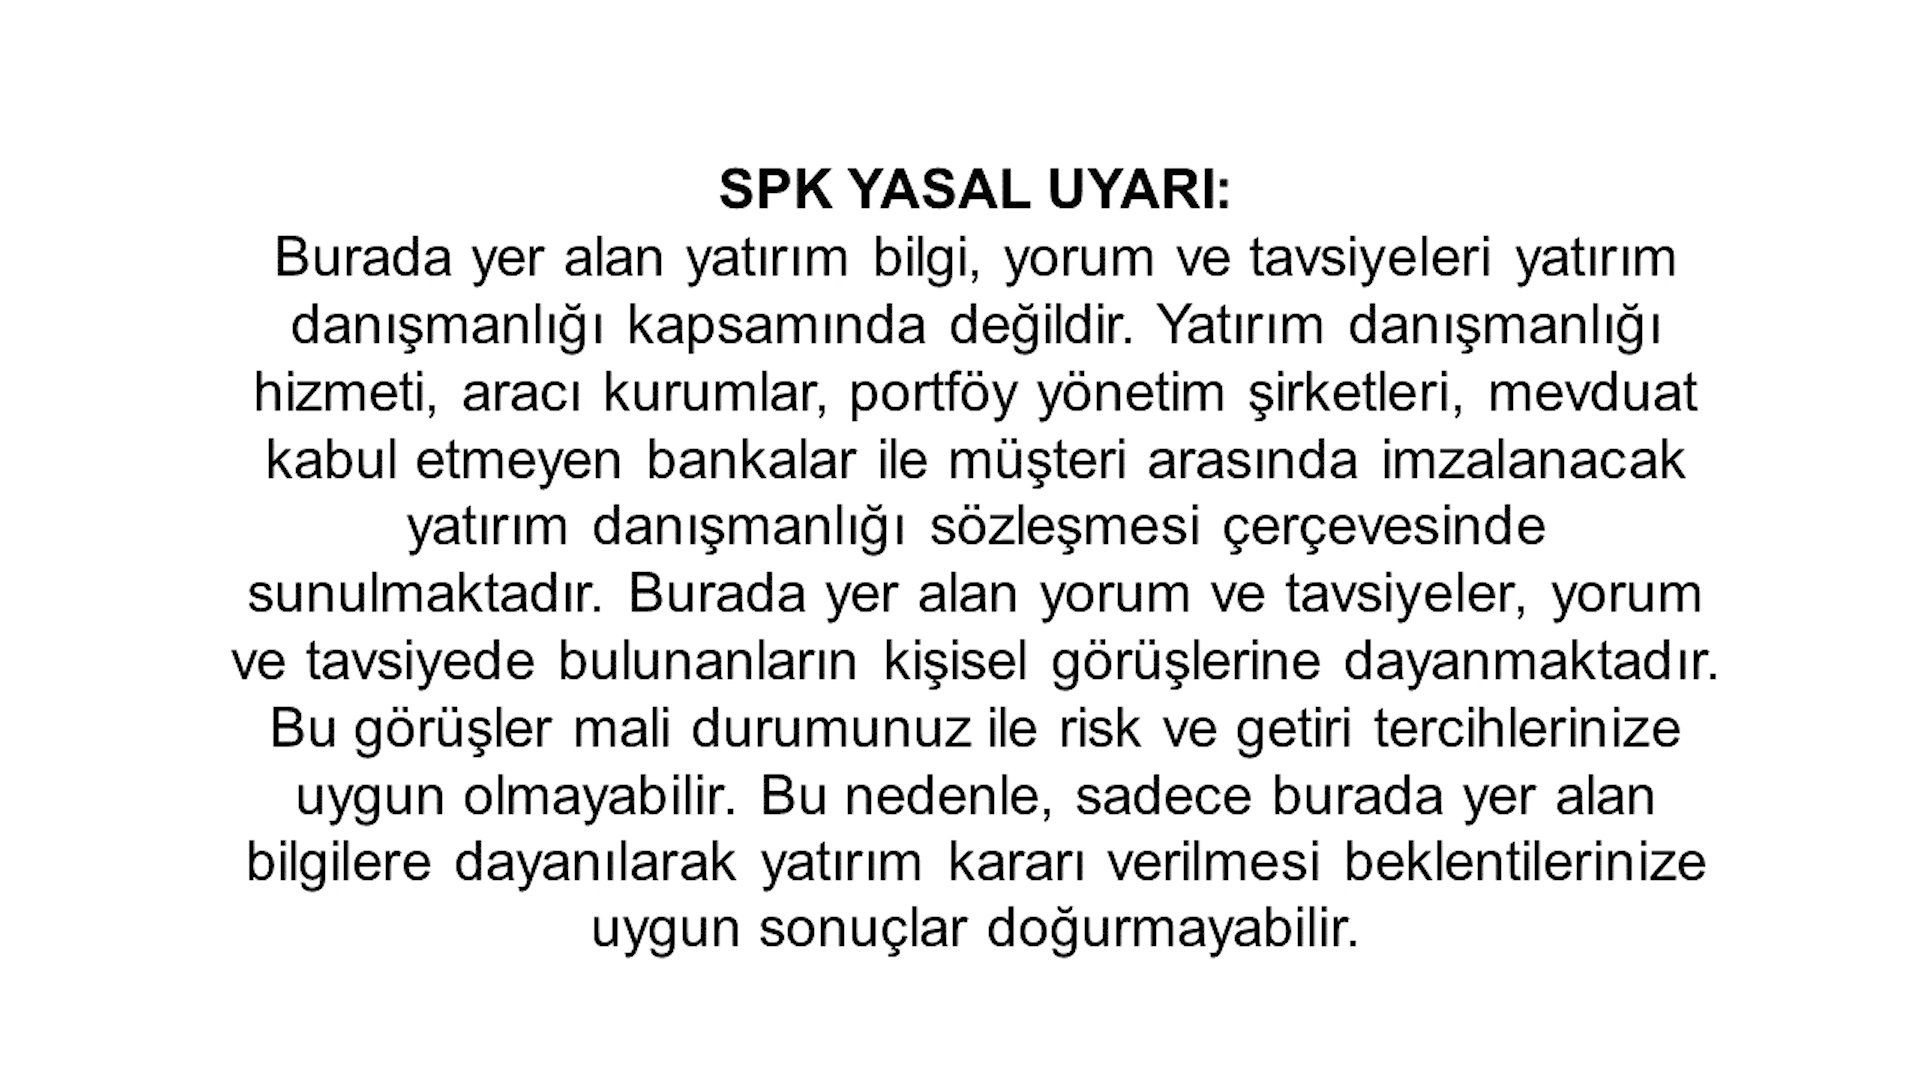 SPK YASAL UYARI:
Burada yer alan yatırım bilgi, yorum ve tavsiyeleri yatırım
danışmanlığı kapsamında değildir. Yatırım danışmanlığı
hizmeti, aracı kurumlar, portföy yönetim şirketleri, mevduat
kabul etmeyen bankalar ile müşteri arasında imzalanacak
yatırım danışmanlığı sözleşmesi çerçevesinde
sunulmaktadır. Burada yer alan yorum ve tavsiyeler, yorum
ve tavsiyede bulunanların kişisel görüşlerine dayanmaktadır.
Bu görüşler mali durumunuz ile risk ve getiri tercihlerinize
uygun olmayabilir. Bu nedenle, sadece burada yer alan
bilgilere dayanılarak yatırım kararı verilmesi beklentilerinize
uygun sonuçlar doğurmayabilir.